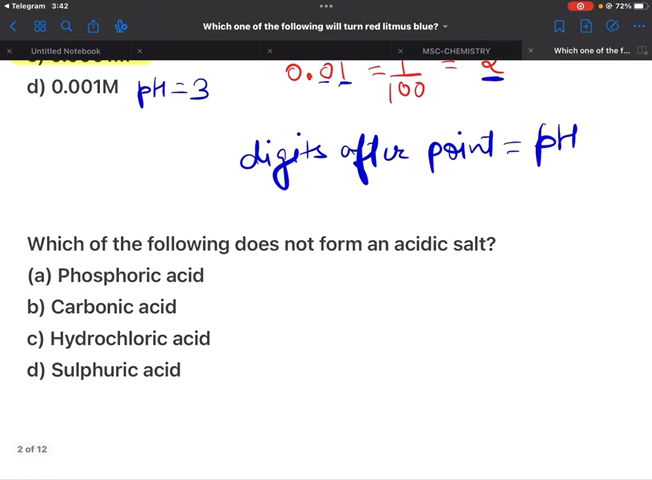 Telegram 3:42 72%
Which one of the following will turn red litmus blue?
Untitled Notebook MSC-CHEMISTRY Which one of the f...
0.01 = 1/100 = 2
d) 0.001M pH = 3
digits after point = pH
Which of the following does not form an acidic salt?
(a) Phosphoric acid
b) Carbonic acid
c) Hydrochloric acid
d) Sulphuric acid
2 of 12